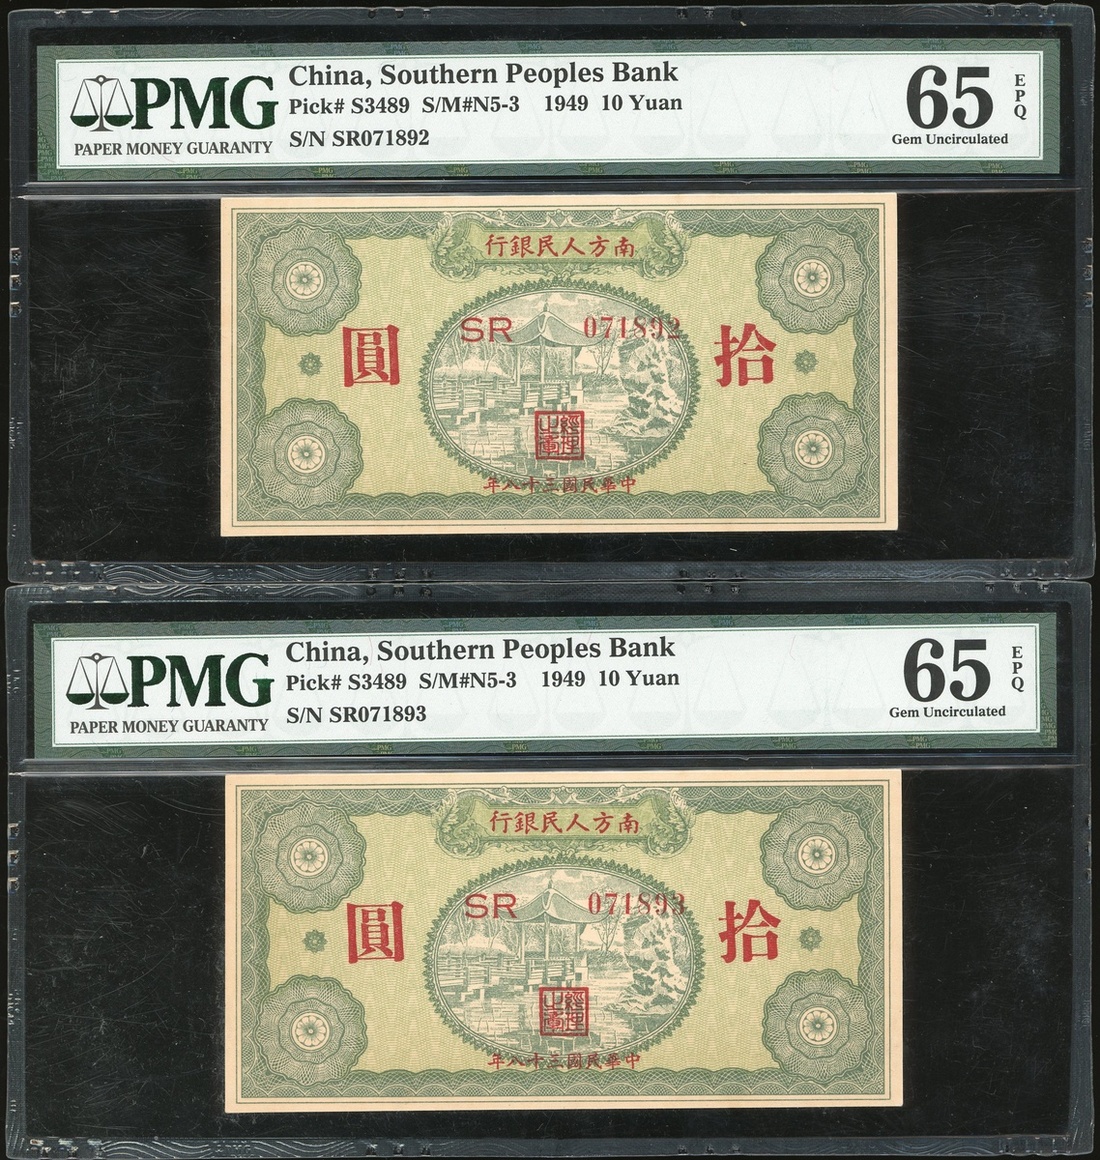 PMG
PAPER MONEY GUARANTY
China, Southern Peoples Bank
Pick# S3489 S/M#N5-3 1949 10 Yuan
S/N SR071892
65
EPQ
Gem Uncirculated
南方人民銀行
SR 071892
拾圓
經理之章
中華民國三十八年
PMG
PAPER MONEY GUARANTY
China, Southern Peoples Bank
Pick# S3489 S/M#N5-3 1949 10 Yuan
S/N SR071893
65
EPQ
Gem Uncirculated
南方人民銀行
SR 071893
拾圓
經理之章
中華民國三十八年